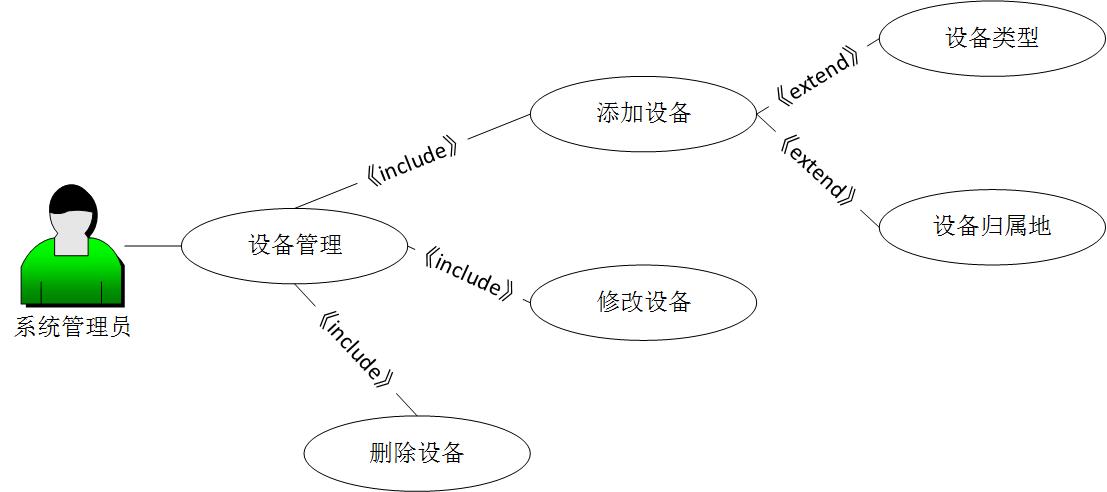 设备类型
《extend》
添加设备
《include》
《extend》
设备归属地
设备管理
《include》
修改设备
系统管理员
《include》
删除设备